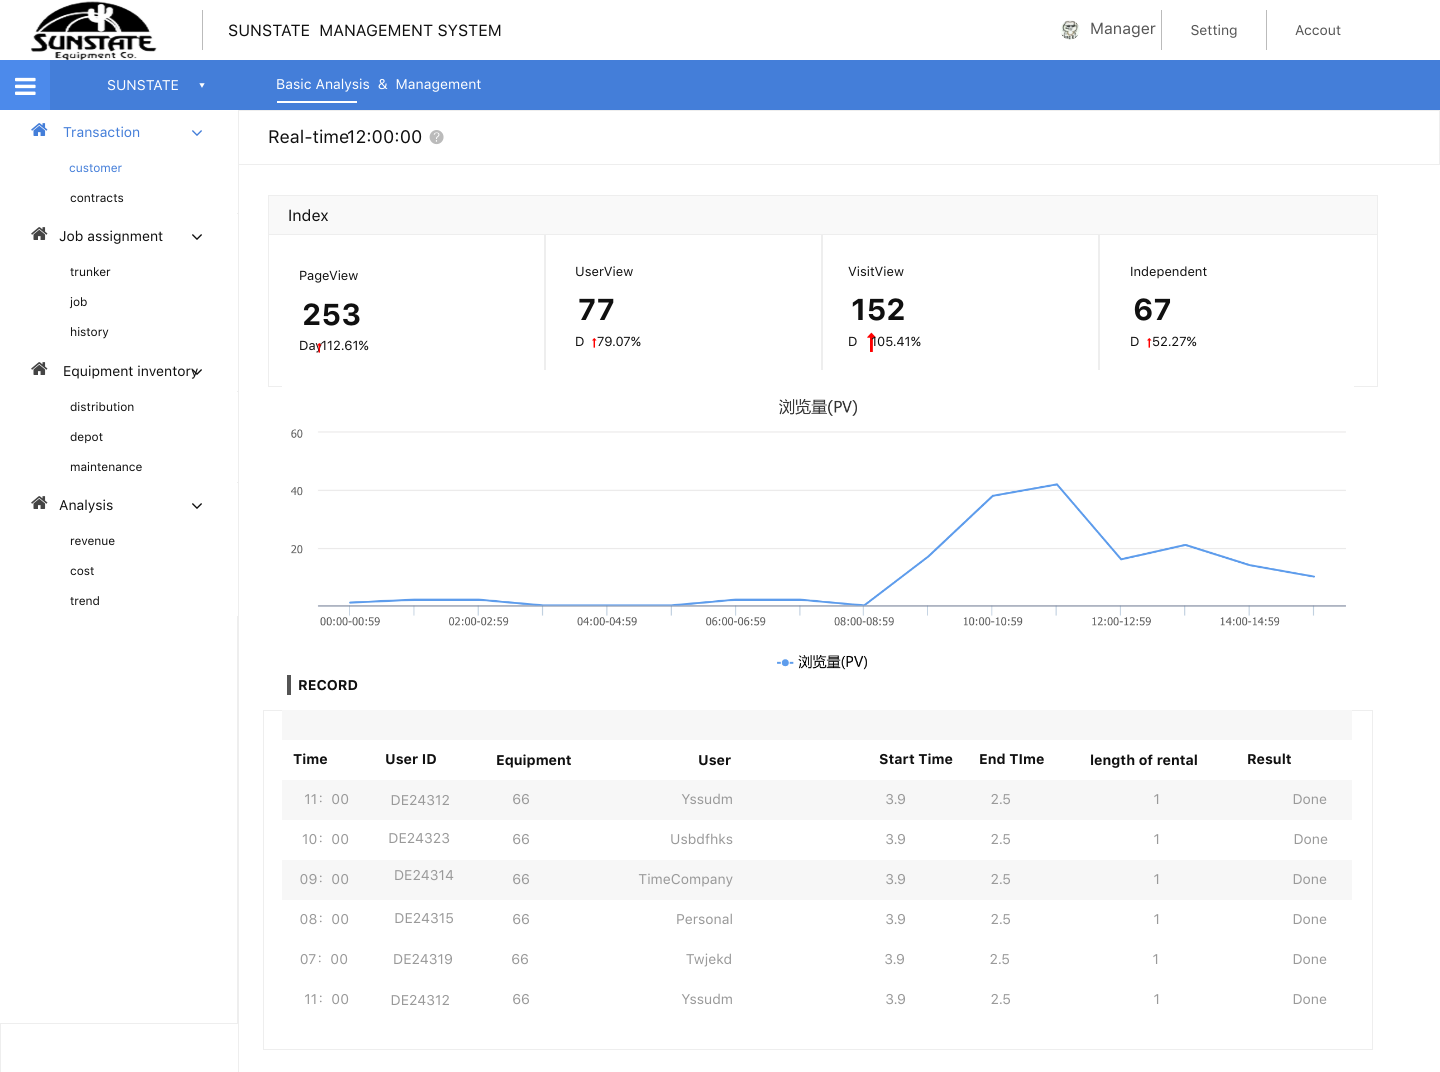 SUNSTATE
Equipment Co.
SUNSTATE MANAGEMENT SYSTEM
Manager
Setting
Accout
SUNSTATE
Basic Analysis & Management
Transaction
customer
contracts
Job assignment
trunker
job
history
Equipment inventory
distribution
depot
maintenance
Analysis
revenue
cost
trend
Real-time12:00:00 ?
Index
PageView
253
Day↑112.61%
UserView
77
D ↑79.07%
VisitView
152
D ↑105.41%
Independent
67
D ↑52.27%
浏览量(PV)
60
40
20
00:00-00:59 02:00-02:59 04:00-04:59 06:00-06:59 08:00-08:59 10:00-10:59 12:00-12:59 14:00-14:59
浏览量(PV)
RECORD
Time User ID Equipment User Start Time End TIme length of rental Result
11: 00 DE24312 66 Yssudm 3.9 2.5 1 Done
10: 00 DE24323 66 Usbdfhks 3.9 2.5 1 Done
09: 00 DE24314 66 TimeCompany 3.9 2.5 1 Done
08: 00 DE24315 66 Personal 3.9 2.5 1 Done
07: 00 DE24319 66 Twjekd 3.9 2.5 1 Done
11: 00 DE24312 66 Yssudm 3.9 2.5 1 Done